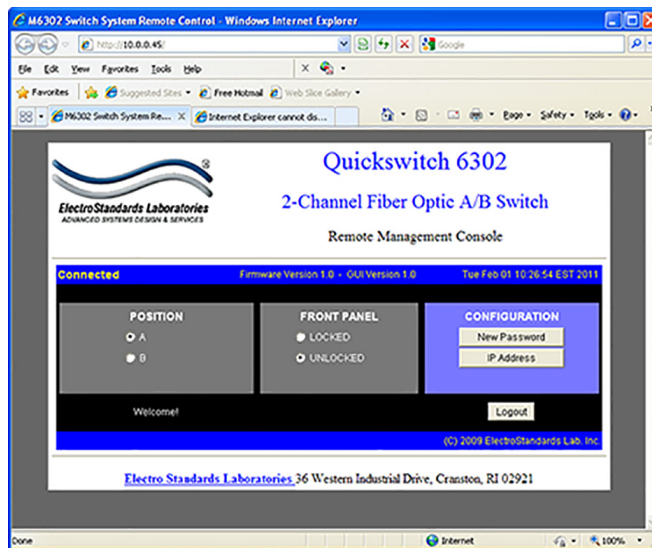 M6302 Switch System Remote Control - Windows Internet Explorer
http://10.0.0.45/
Google
File Edit View Favorites Tools Help
Favorites Suggested Sites Free Hotmail Web Slice Gallery
M6302 Switch System Re... Internet Explorer cannot dis...
Page Safety Tools
ElectroStandards Laboratories
ADVANCED SYSTEMS DESIGN & SERVICES
Quickswitch 6302
2-Channel Fiber Optic A/B Switch
Remote Management Console
Connected Firmware Version 1.0 - GUI Version 1.0 Tue Feb 01 10:26:54 EST 2011
POSITION
A
B
FRONT PANEL
LOCKED
UNLOCKED
CONFIGURATION
New Password
IP Address
Welcome!
Logout
(C) 2009 ElectroStandards Lab. Inc.
Electro Standards Laboratories 36 Western Industrial Drive, Cranston, RI 02921
Done Internet 100%